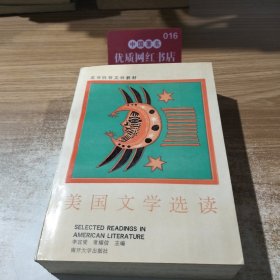 016
中国书店
优质网红书店
高等院校文科教材
美国文学选读
SELECTED READINGS IN
AMERICAN LITERATURE
李宜燮 常耀信 主编
南开大学出版社